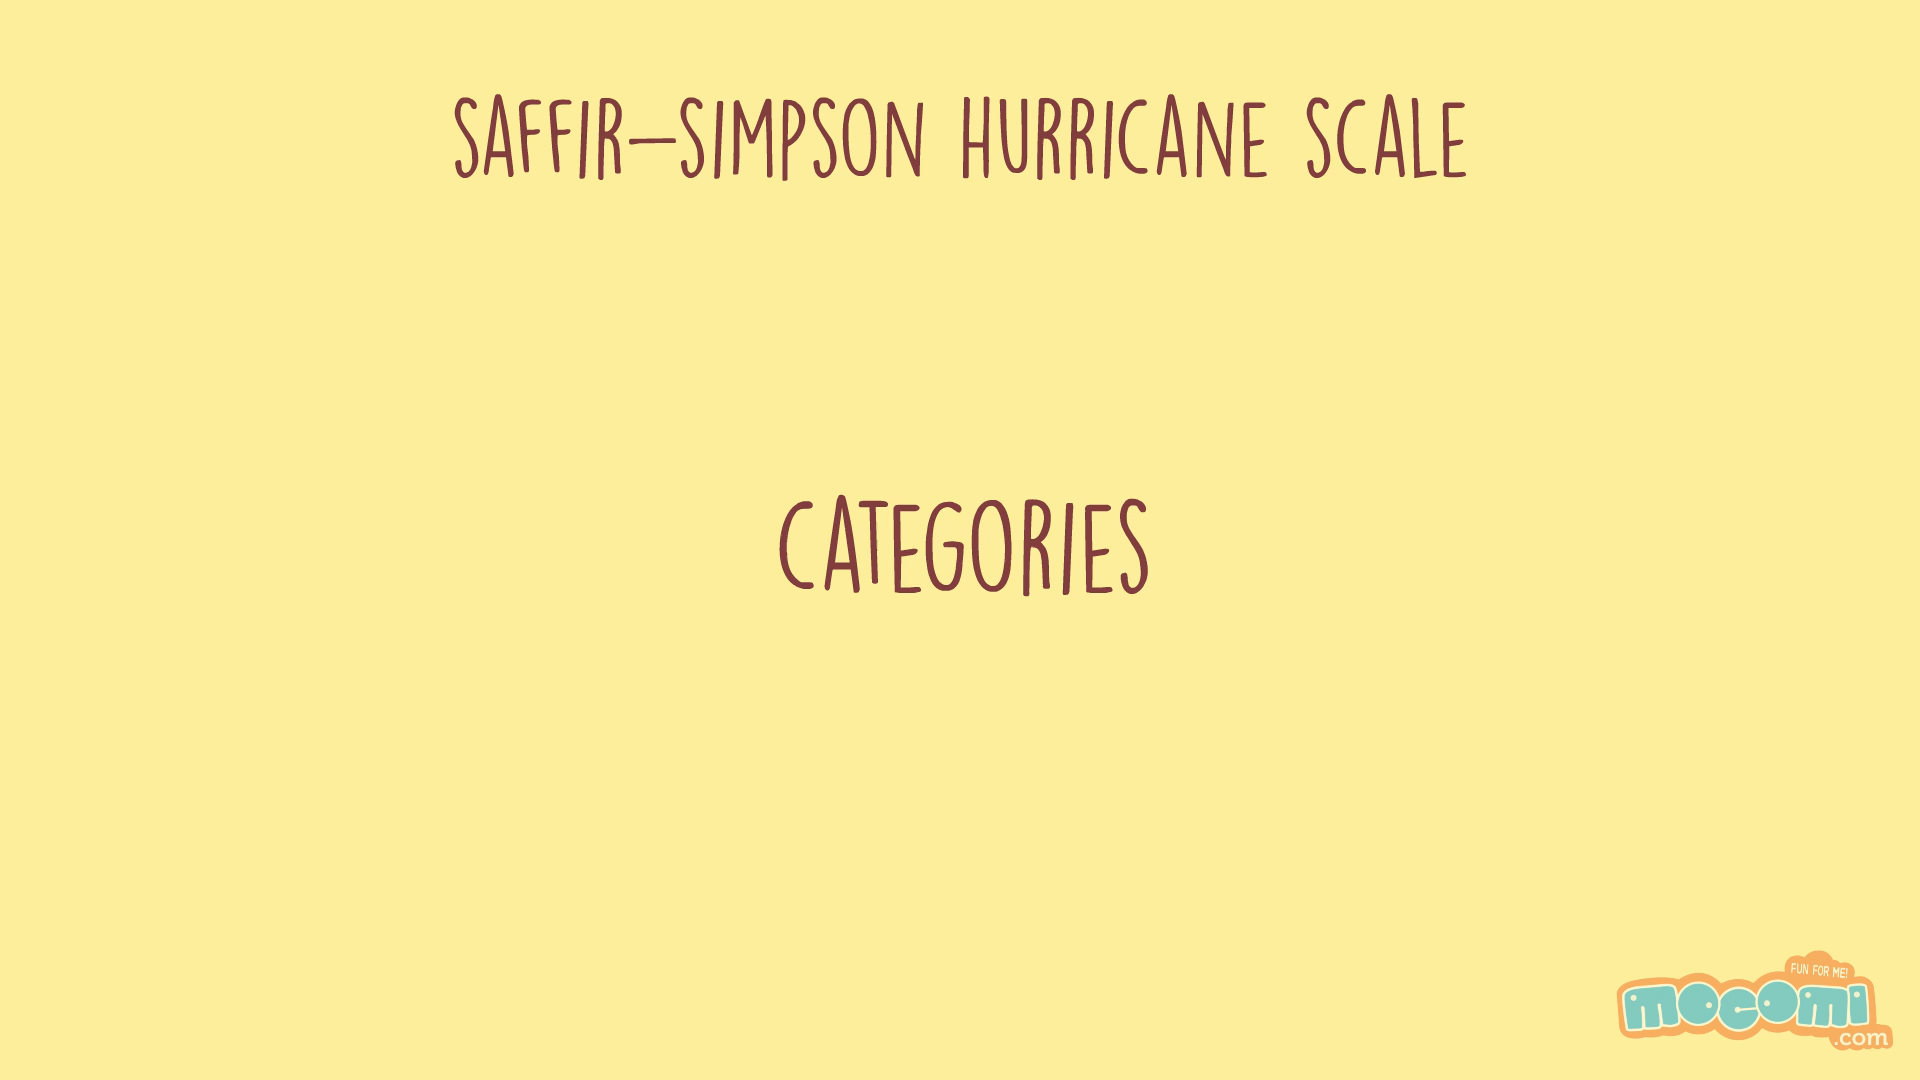 SAFFIR–SIMPSON HURRICANE SCALE
CATEGORIES
FUN FOR ME!
mocomi
.com